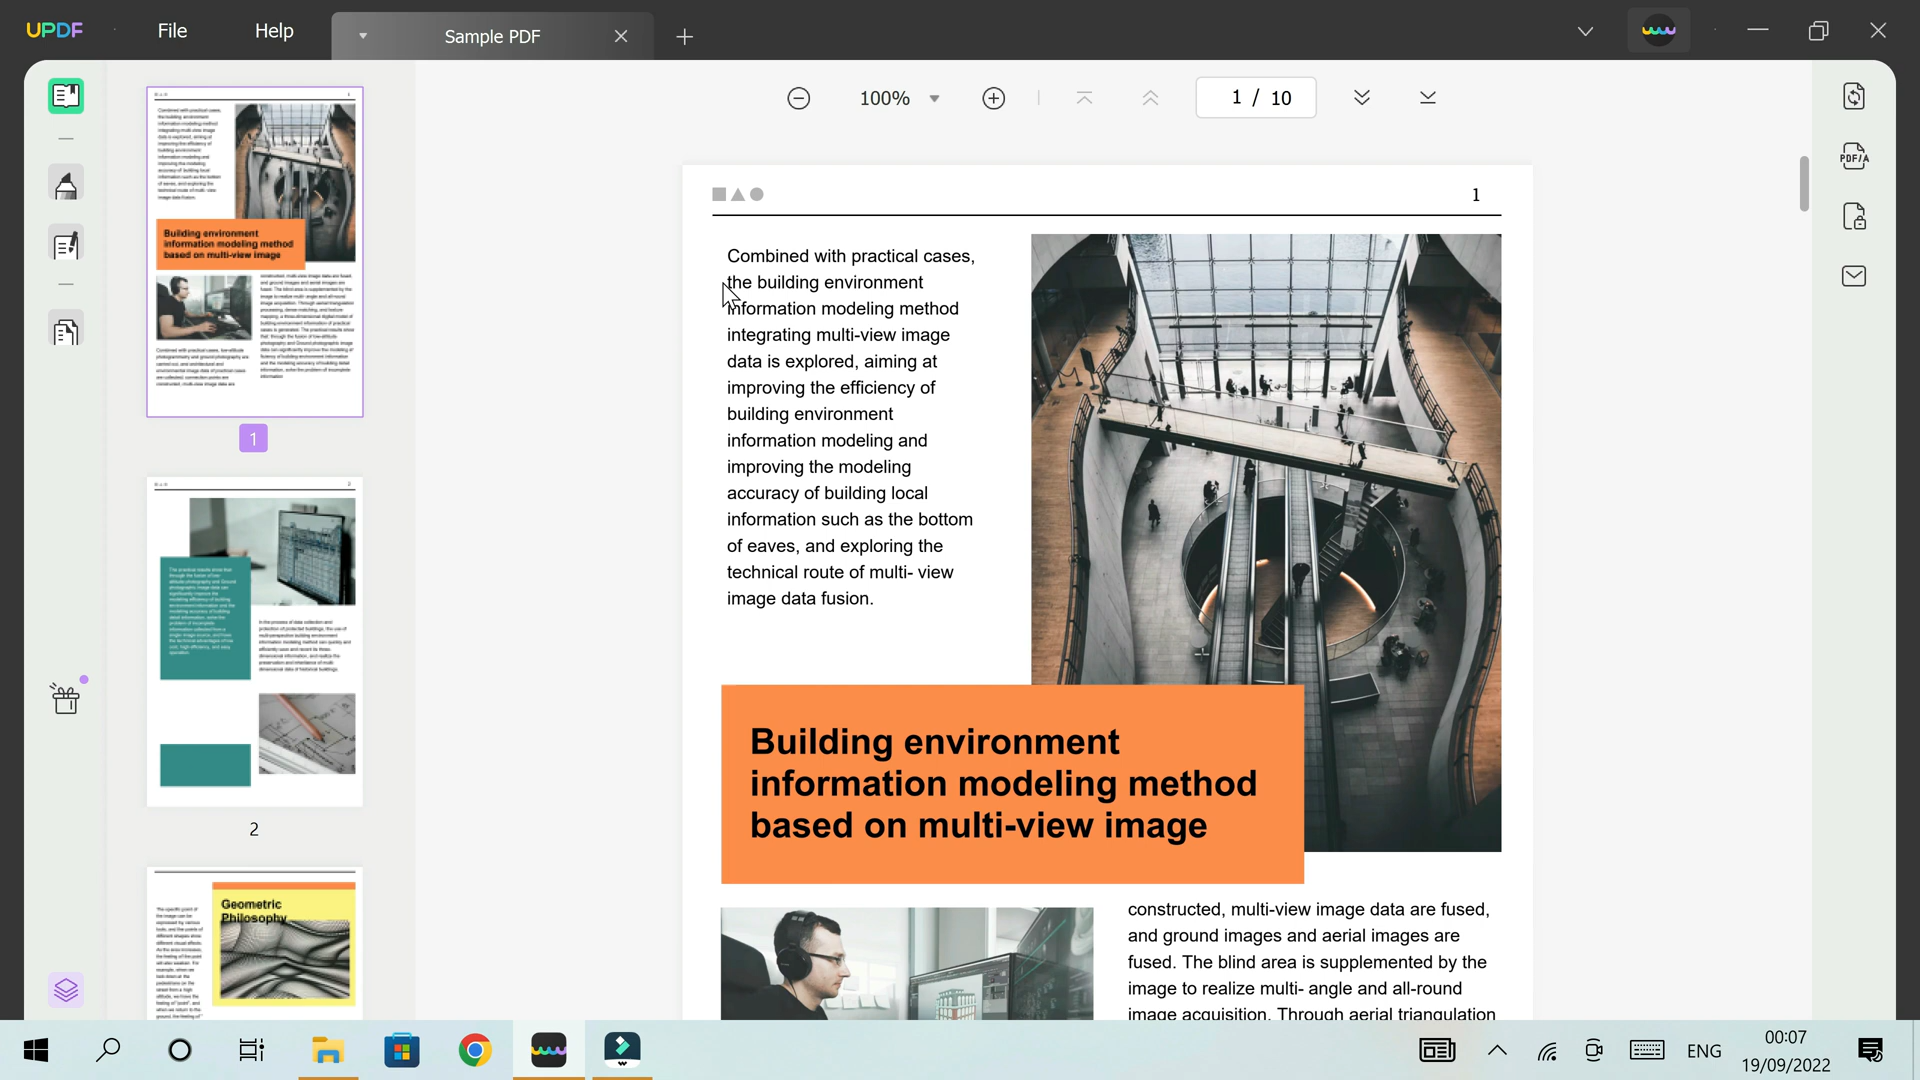 UPDF
File
Help
Sample PDF
100%
1 / 10
PDF/A
1
Combined with practical cases,
the building environment
information modeling method
integrating multi-view image
data is explored, aiming at
improving the efficiency of
building environment
information modeling and
improving the modeling
accuracy of building local
information such as the bottom
of eaves, and exploring the
technical route of multi- view
image data fusion.
Building environment
information modeling method
based on multi-view image
constructed, multi-view image data are fused,
and ground images and aerial images are
fused. The blind area is supplemented by the
image to realize multi- angle and all-round
image acquisition. Through aerial triangulation
Building environment
information modeling method
based on multi-view image
1
2
Geometric
Philosophy
ENG
00:07
19/09/2022